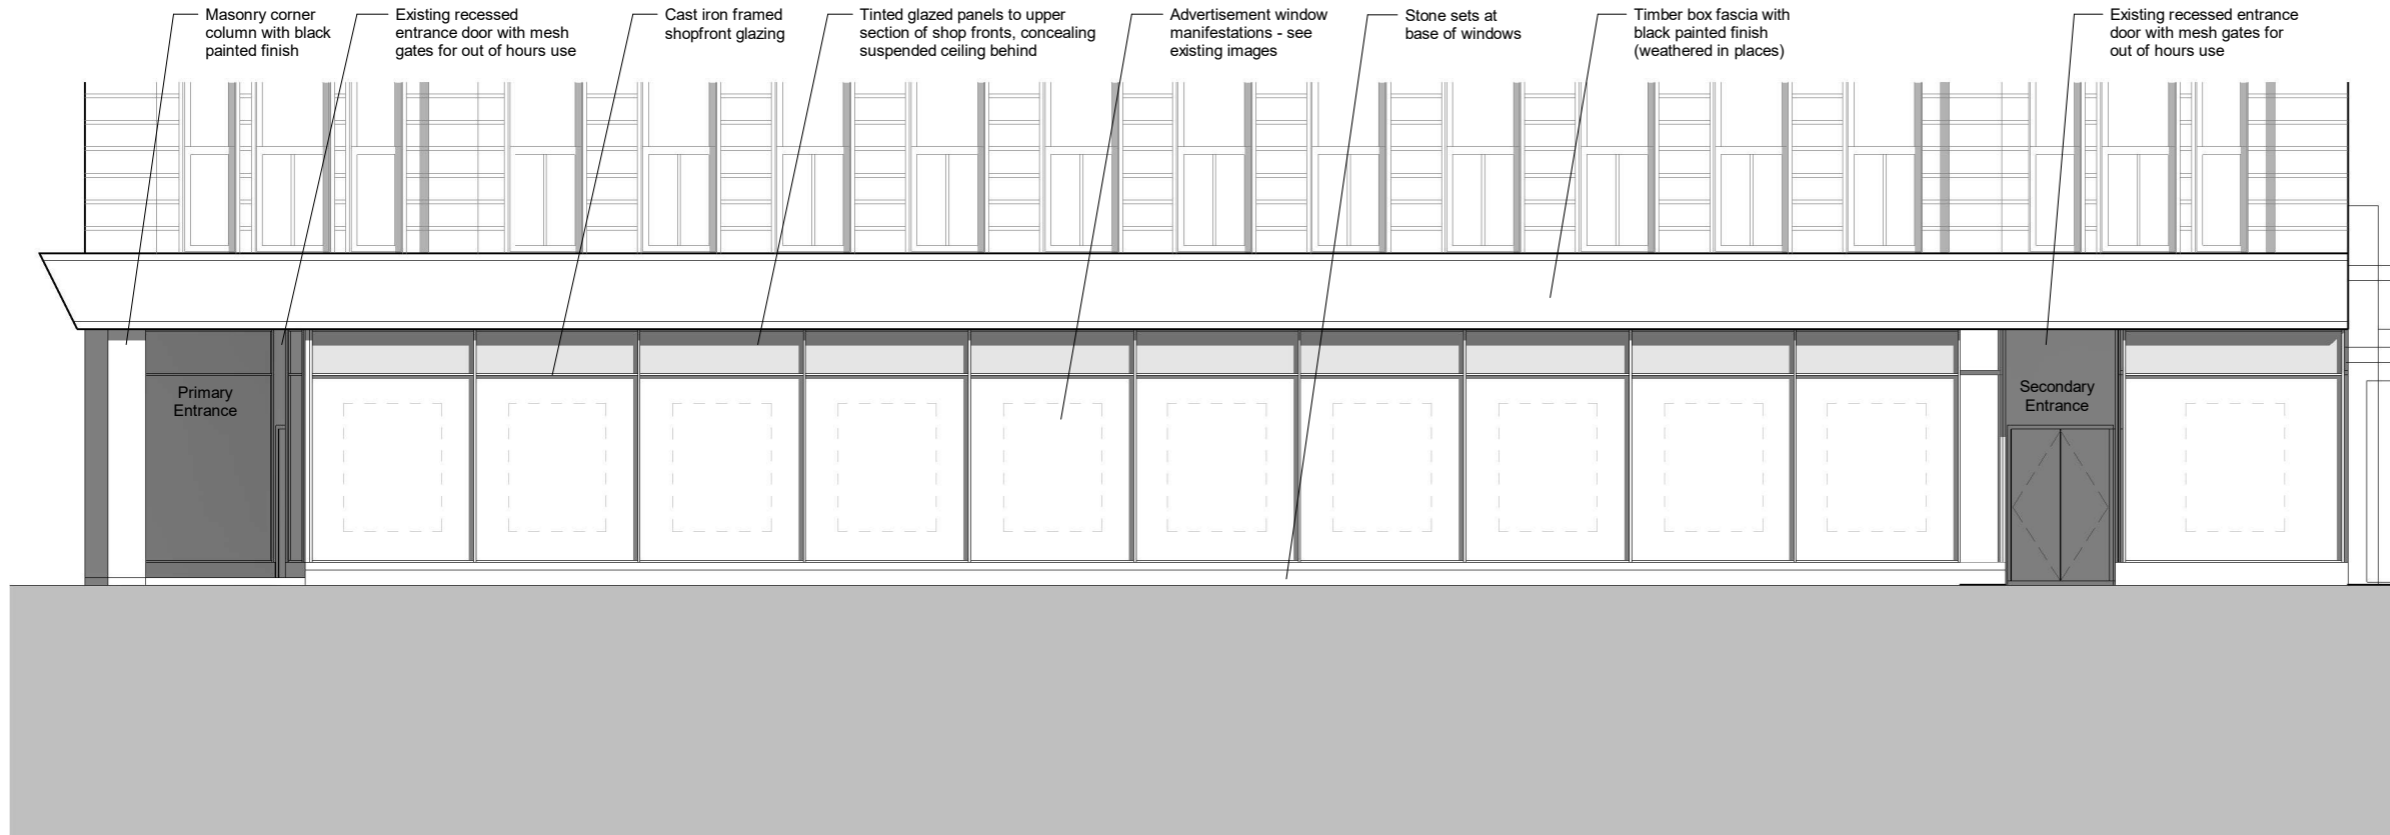 Masonry corner
column with black
painted finish
Existing recessed
entrance door with mesh
gates for out of hours use
Cast iron framed
shopfront glazing
Tinted glazed panels to upper
section of shop fronts, concealing
suspended ceiling behind
Advertisement window
manifestations - see
existing images
Stone sets at
base of windows
Timber box fascia with
black painted finish
(weathered in places)
Existing recessed entrance
door with mesh gates for
out of hours use
Primary
Entrance
Secondary
Entrance